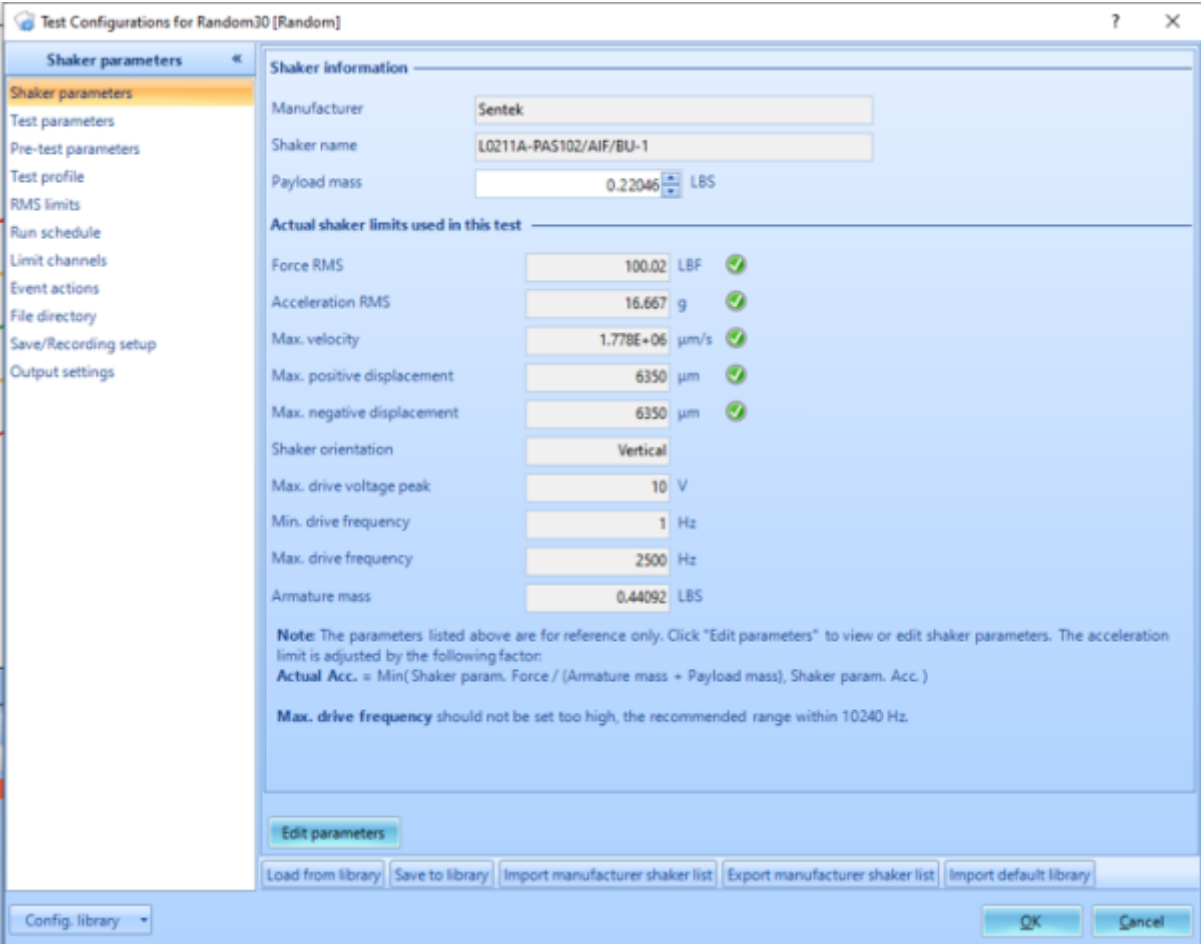 Test Configurations for Random30 [Random]
?
Shaker parameters «
Shaker parameters
Test parameters
Pre-test parameters
Test profile
RMS limits
Run schedule
Limit channels
Event actions
File directory
Save/Recording setup
Output settings
Shaker information
Manufacturer Sentek
Shaker name L0211A-PAS102/AIF/BU-1
Payload mass 0.22046 LBS
Actual shaker limits used in this test
Force RMS 100.02 LBF
Acceleration RMS 16.667 g
Max. velocity 1.778E+06 µm/s
Max. positive displacement 6350 µm
Max. negative displacement 6350 µm
Shaker orientation Vertical
Max. drive voltage peak 10 V
Min. drive frequency 1 Hz
Max. drive frequency 2500 Hz
Armature mass 0.44092 LBS
Note: The parameters listed above are for reference only. Click "Edit parameters" to view or edit shaker parameters. The acceleration
limit is adjusted by the following factor:
Actual Acc. = Min( Shaker param. Force / (Armature mass + Payload mass), Shaker param. Acc. )
Max. drive frequency should not be set too high, the recommended range within 10240 Hz.
Edit parameters
Load from library Save to library Import manufacturer shaker list Export manufacturer shaker list Import default library
Config. library OK Cancel